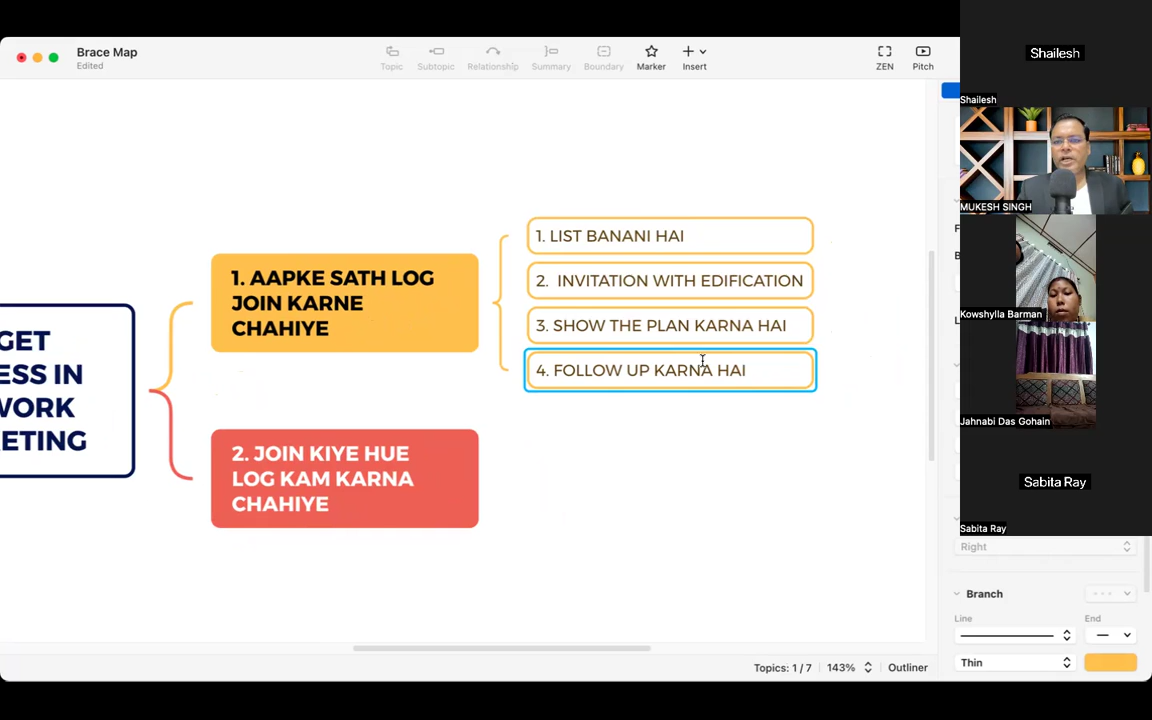 Brace Map
Edited
Topic
Subtopic
Relationship
Summary
Boundary
Marker
Insert
ZEN
Pitch
Shailesh
Shailesh
MUKESH SINGH
Kowshylla Barman
Jahnabi Das Gohain
Sabita Ray
Sabita Ray
GET
ESS IN
WORK
ETING
1. AAPKE SATH LOG
JOIN KARNE
CHAHIYE
2. JOIN KIYE HUE
LOG KAM KARNA
CHAHIYE
1. LIST BANANI HAI
2. INVITATION WITH EDIFICATION
3. SHOW THE PLAN KARNA HAI
4. FOLLOW UP KARNA HAI
Right
Branch
Line
End
Thin
Topics: 1 / 7
143%
Outliner